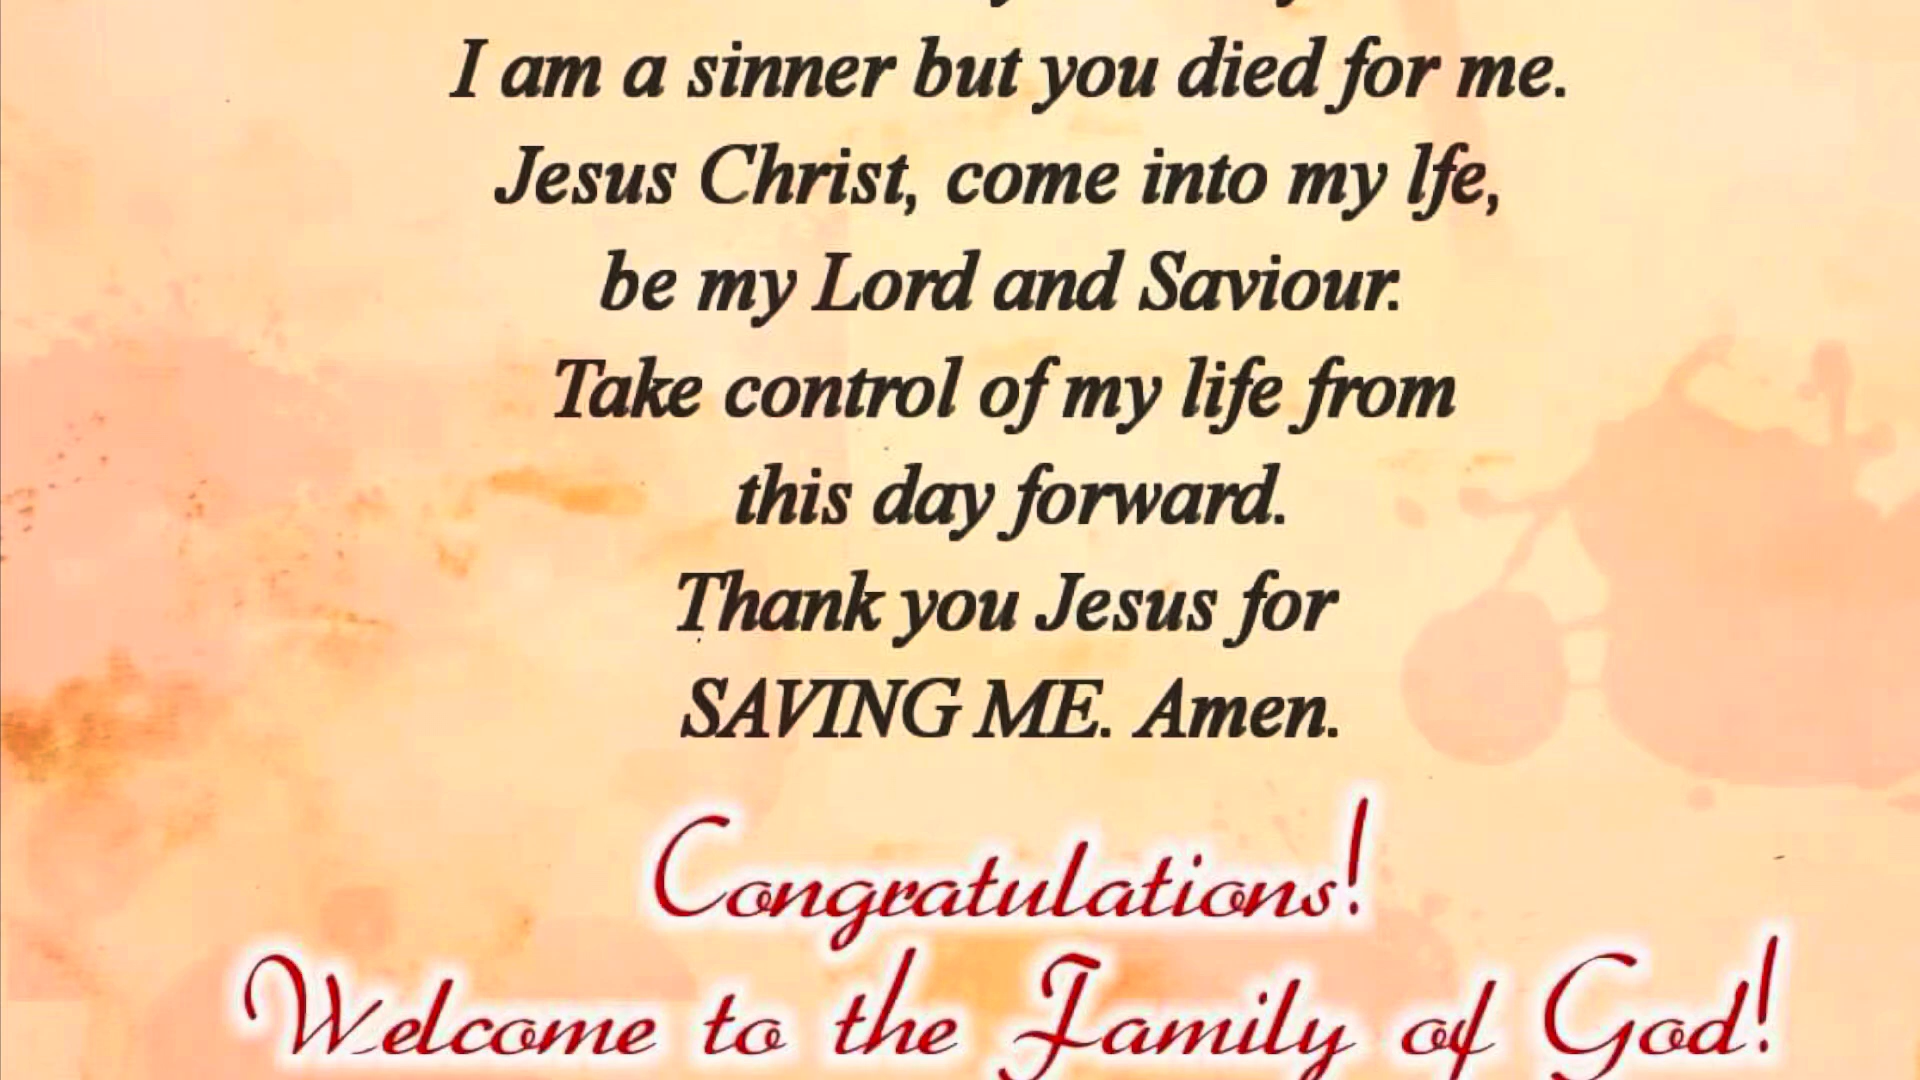 I am a sinner but you died for me.
Jesus Christ, come into my lfe,
be my Lord and Saviour.
Take control of my life from
this day forward.
Thank you Jesus for
SAVING ME. Amen.
Congratulations!
Welcome to the Family of God!